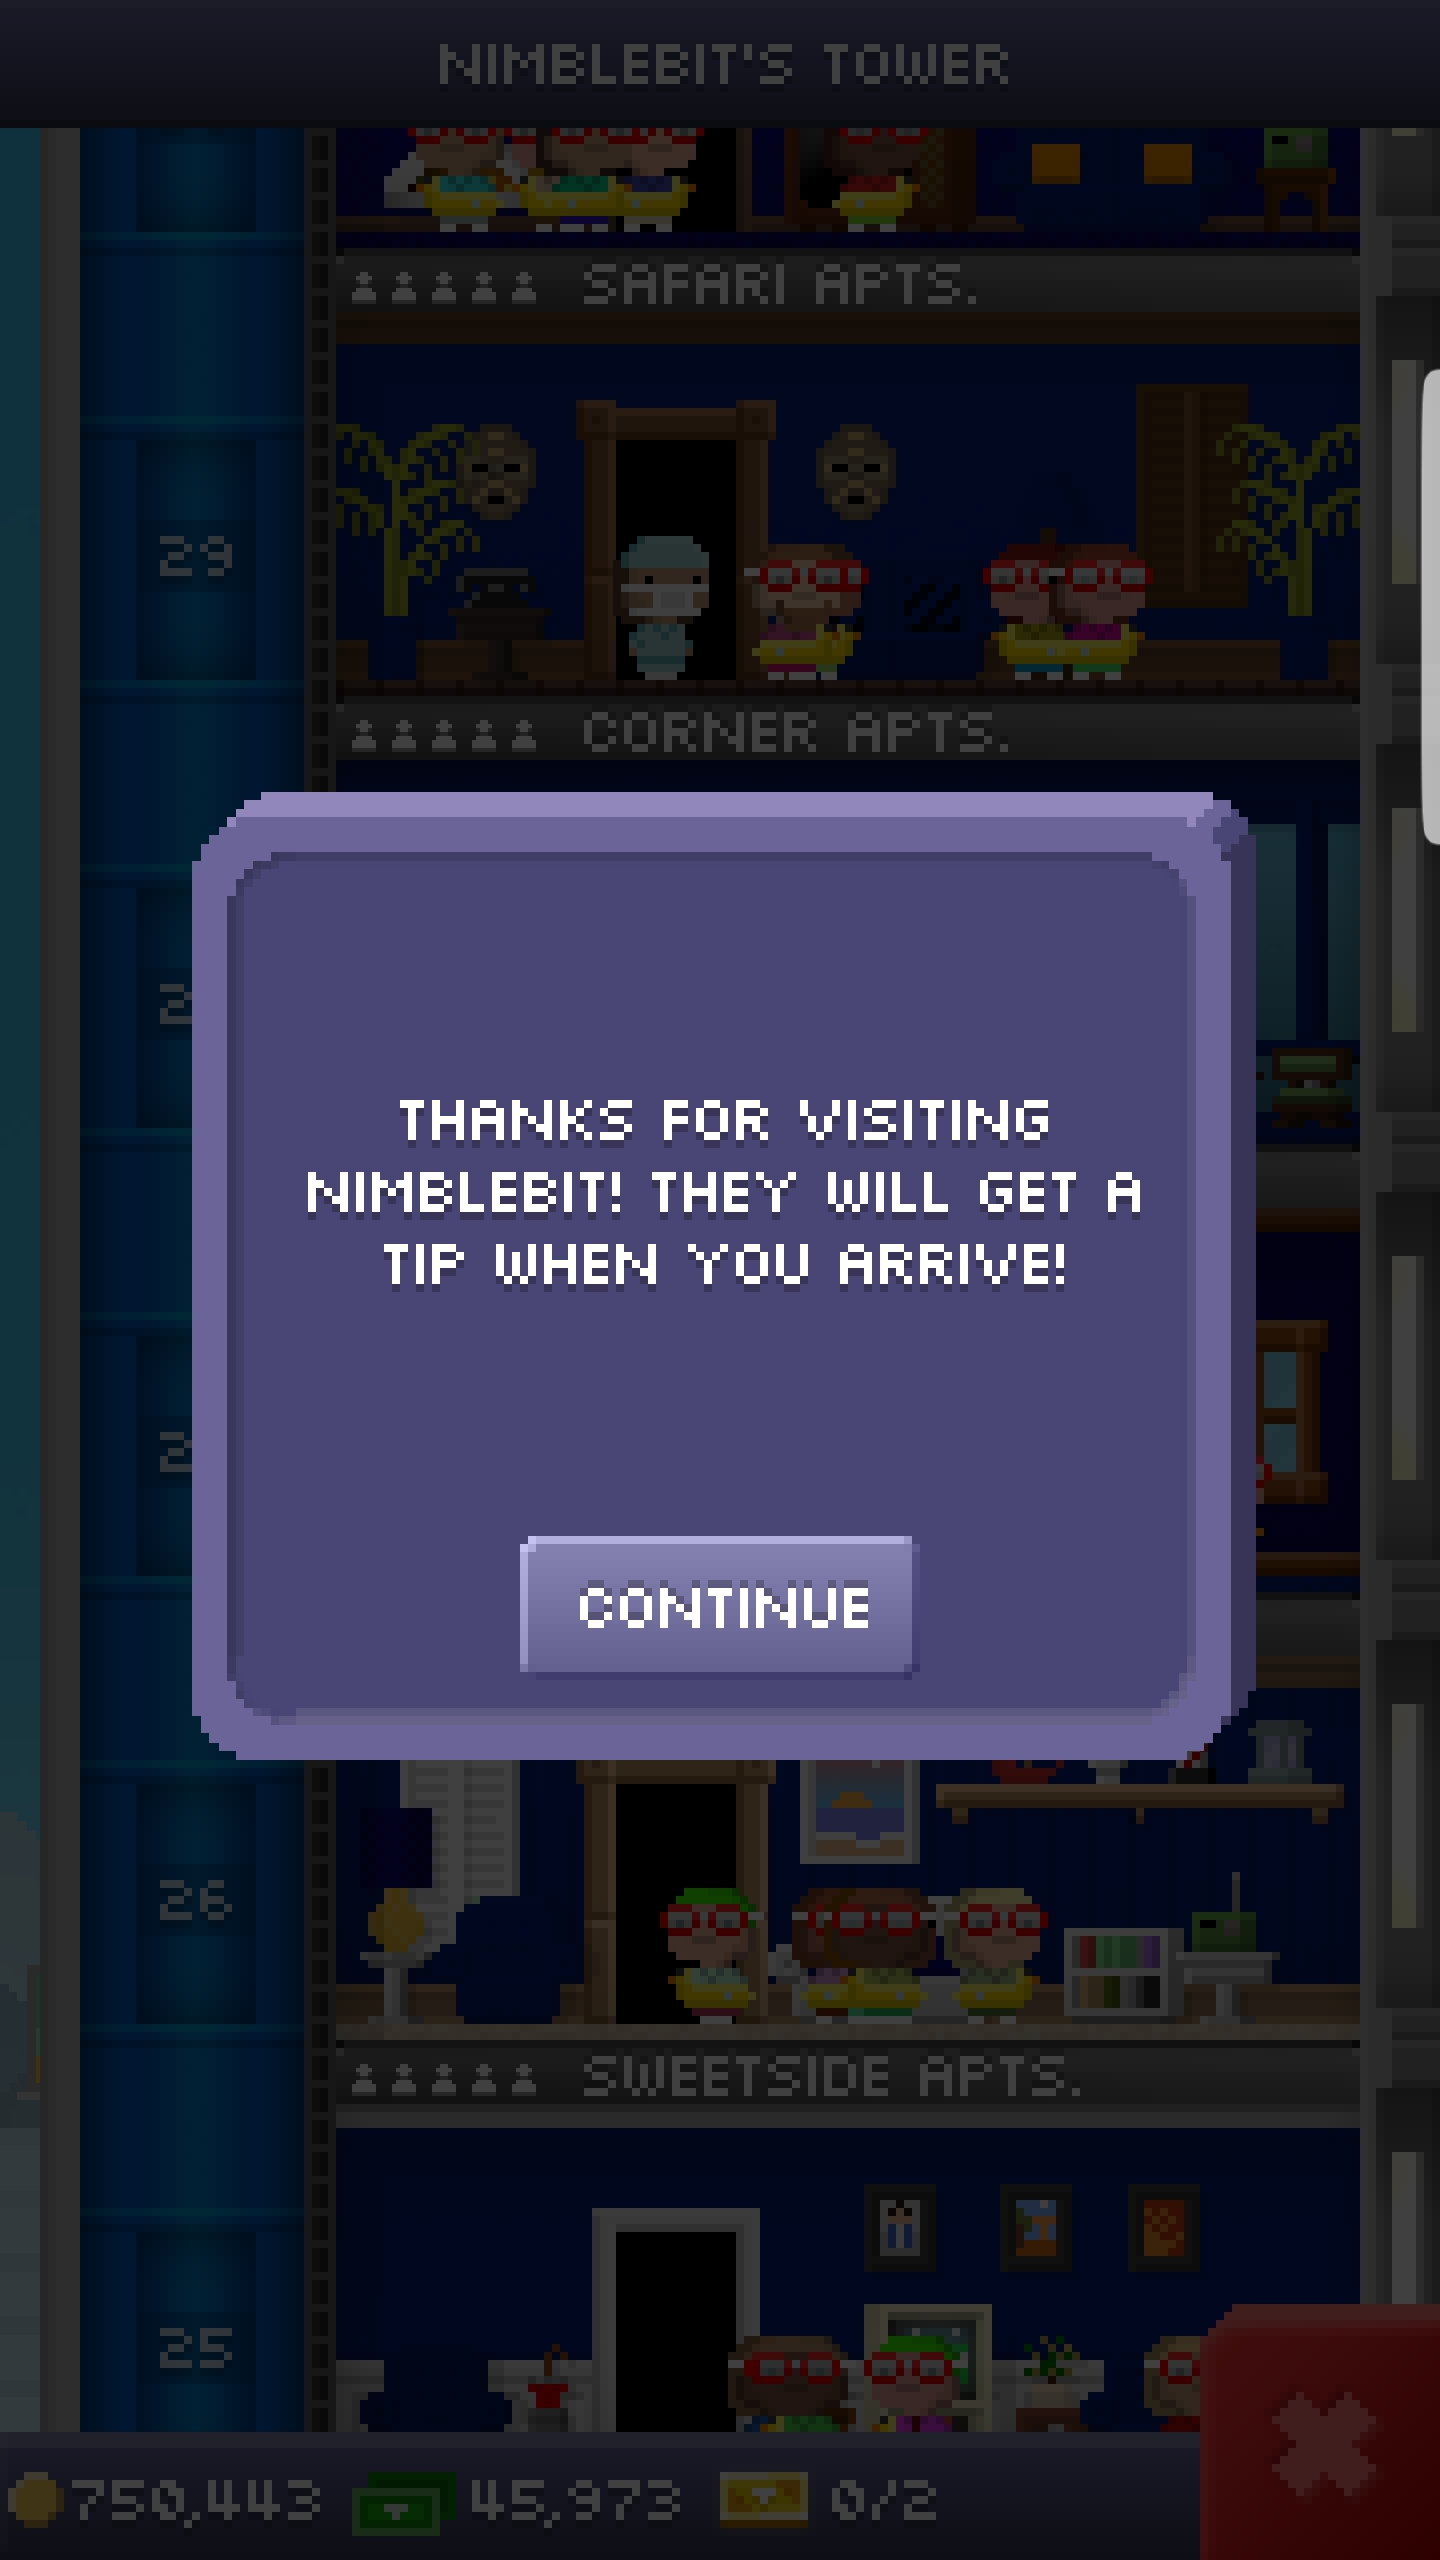 NIMBLEBIT'S TOWER
SAFARI APTS.
29
CORNER APTS.
THANKS FOR VISITING
NIMBLEBIT! THEY WILL GET A
TIP WHEN YOU ARRIVE!
CONTINUE
26
SWEETSIDE APTS.
25
750,443
45,973
0/2